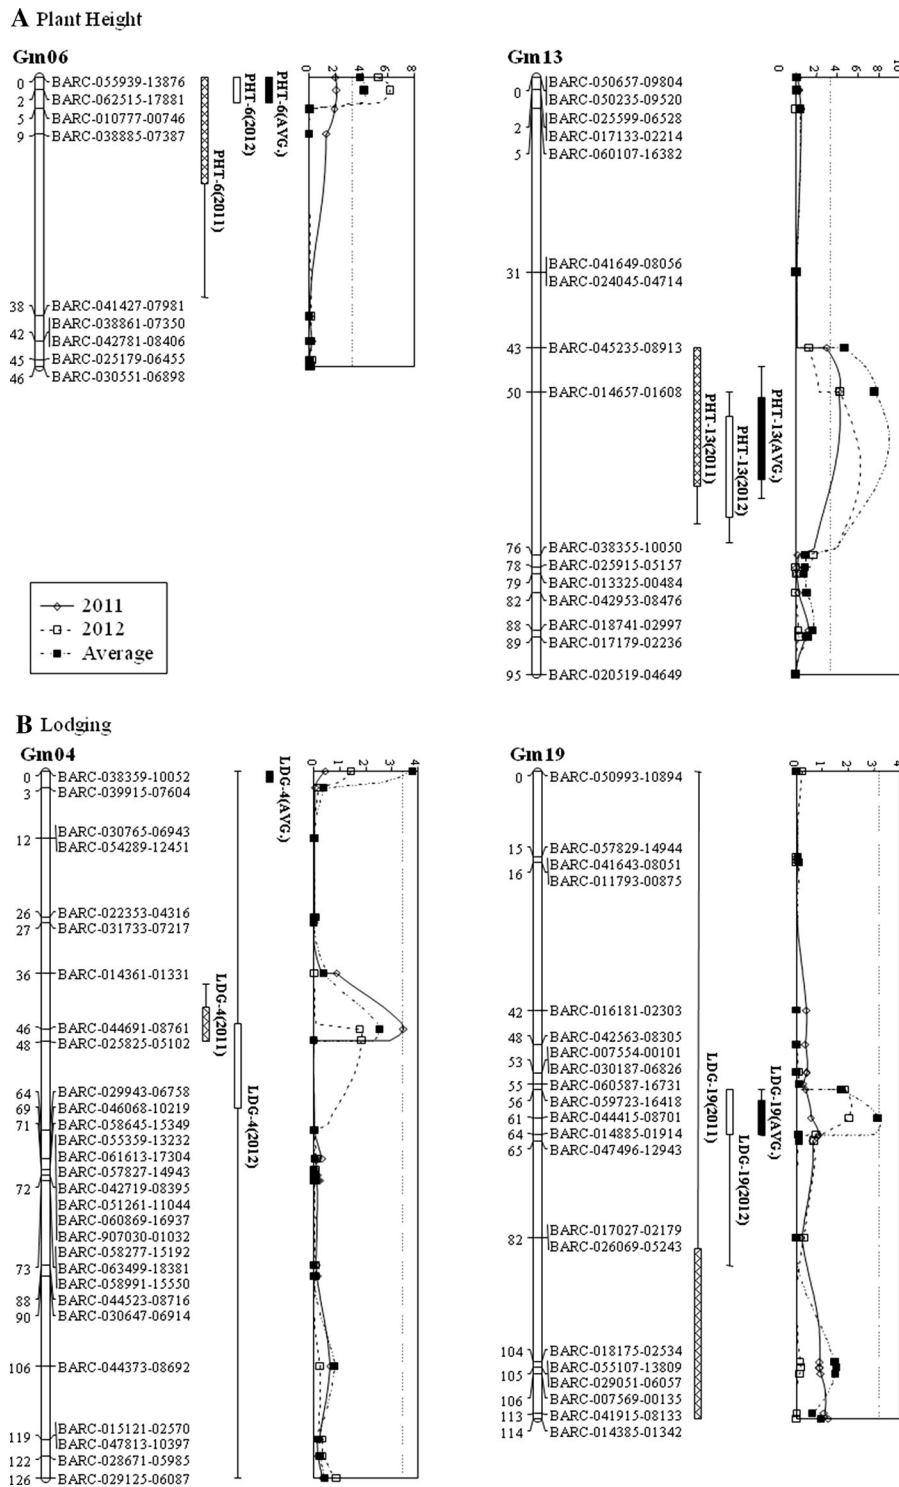 A Plant Height
Gm06
0 BARC-055939-13876
2 BARC-062515-17881
5 BARC-010777-00746
9 BARC-038885-07387
38 BARC-041427-07981
BARC-038861-07350
42 BARC-042781-08406
45 BARC-025179-06455
46 BARC-030551-06898
PHT-6(2011)
PHT-6(2012)
PHT-6(AVG.)
0 2 4 6 8
Gm13
BARC-050657-09804
0 BARC-050235-09520
BARC-025599-06528
2 BARC-017133-02214
5 BARC-060107-16382
BARC-041649-08056
31 BARC-024045-04714
43 BARC-045235-08913
50 BARC-014657-01608
76 BARC-038355-10050
78 BARC-025915-05157
79 BARC-013325-00484
82 BARC-042953-08476
88 BARC-018741-02997
89 BARC-017179-02236
95 BARC-020519-04649
PHT-13(2011)
PHT-13(2012)
PHT-13(AVG.)
0 2 4 6 8 10
2011
2012
Average
B Lodging
Gm04
0 BARC-038359-10052
3 BARC-039915-07604
BARC-030765-06943
12 BARC-054289-12451
26 BARC-022353-04316
27 BARC-031733-07217
36 BARC-014361-01331
46 BARC-044691-08761
48 BARC-025825-05102
64 BARC-029943-06758
69 BARC-046068-10219
71 BARC-058645-15349
BARC-055359-13232
BARC-061613-17304
BARC-057827-14943
72 BARC-042719-08395
BARC-051261-11044
BARC-060869-16937
BARC-907030-01032
BARC-058277-15192
73 BARC-063499-18381
BARC-058991-15550
88 BARC-044523-08716
90 BARC-030647-06914
106 BARC-044373-08692
BARC-015121-02570
119 BARC-047813-10397
122 BARC-028671-05985
126 BARC-029125-06087
LDG-4(2011)
LDG-4(2012)
LDG-4(AVG.)
0 1 2 3 4
Gm19
0 BARC-050993-10894
15 BARC-057829-14944
BARC-041643-08051
16 BARC-011793-00875
42 BARC-016181-02303
48 BARC-042563-08305
BARC-007554-00101
53 BARC-030187-06826
55 BARC-060587-16731
56 BARC-059723-16418
61 BARC-044415-08701
64 BARC-014885-01914
65 BARC-047496-12943
BARC-017027-02179
82 BARC-026069-05243
104 BARC-018175-02534
BARC-055107-13809
105 BARC-029051-06057
106 BARC-007569-00135
113 BARC-041915-08133
114 BARC-014385-01342
LDG-19(2011)
LDG-19(2012)
LDG-19(AVG.)
0 1 2 3 4